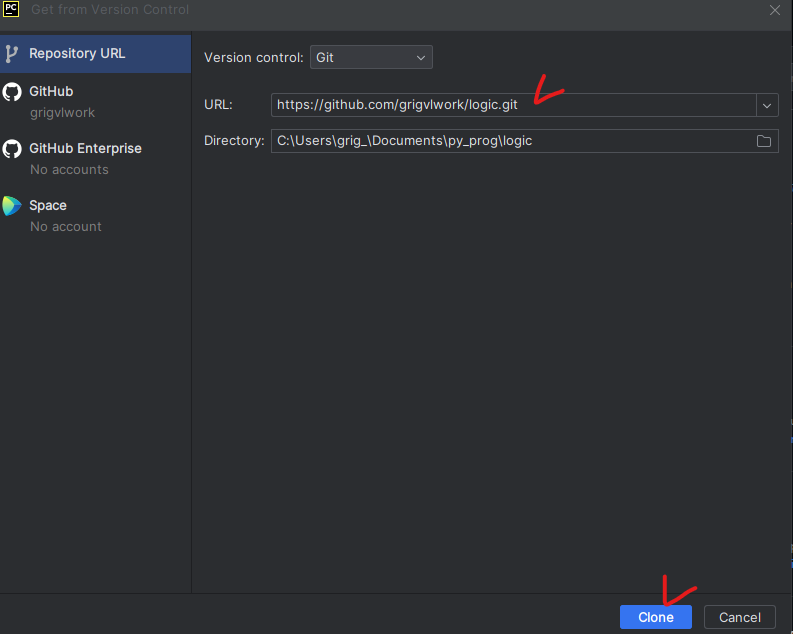 PC
Get from Version Control
Repository URL
GitHub
grigvlwork
GitHub Enterprise
No accounts
Space
No account
Version control: Git
URL: https://github.com/grigvlwork/logic.git
Directory: C:\Users\grig_\Documents\py_prog\logic
Clone
Cancel